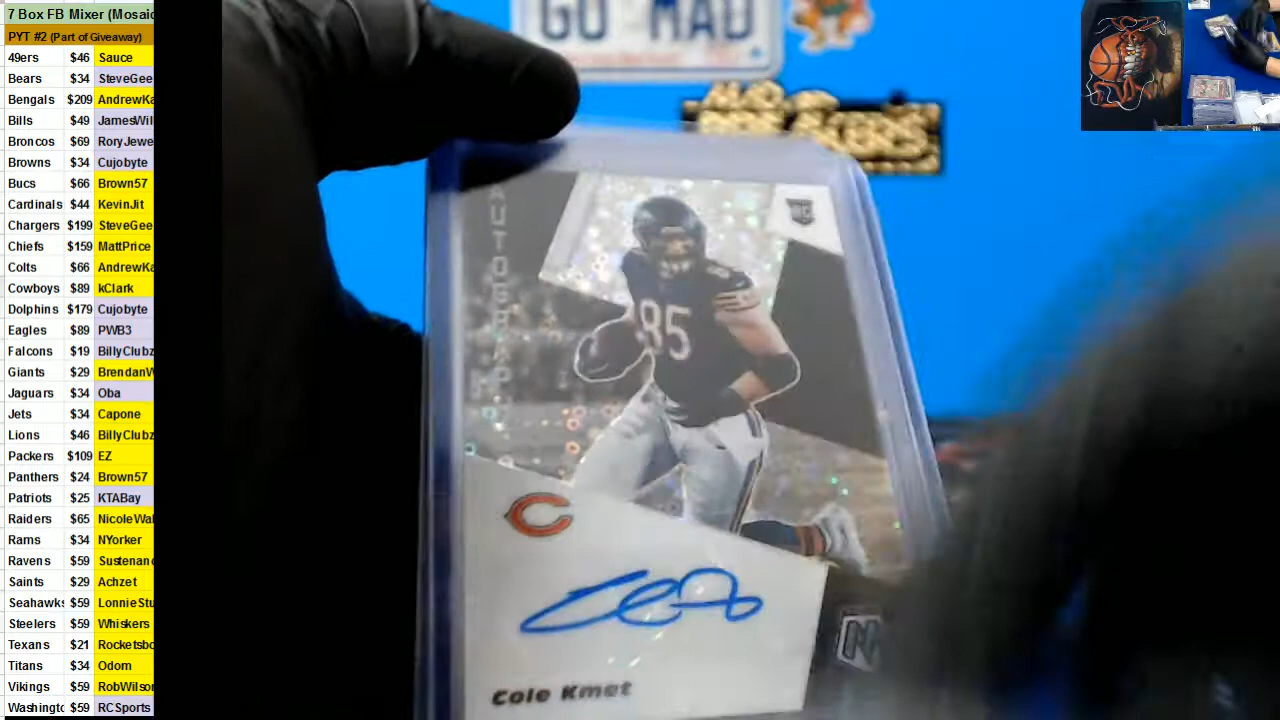 7 Box FB Mixer (Mosaic
PYT #2 (Part of Giveaway)
49ers $46 Sauce
Bears $34 SteveGee
Bengals $209 AndrewKa
Bills $49 JamesWil
Broncos $69 RoryJewe
Browns $34 Cujobyte
Bucs $66 Brown57
Cardinals $44 KevinJit
Chargers $199 SteveGee
Chiefs $159 MattPrice
Colts $66 AndrewKa
Cowboys $89 kClark
Dolphins $179 Cujobyte
Eagles $89 PWB3
Falcons $19 BillyClubz
Giants $29 BrendanW
Jaguars $34 Oba
Jets $34 Capone
Lions $46 BillyClubz
Packers $109 EZ
Panthers $24 Brown57
Patriots $25 KTABay
Raiders $65 NicoleWal
Rams $34 NYorker
Ravens $59 Sustenanc
Saints $29 Achzet
Seahawks $59 LonnieStu
Steelers $59 Whiskers
Texans $21 Rocketsbo
Titans $34 Odom
Vikings $59 RobWilson
Washingto $59 RCSports
GO MAD
RC
85
C
Cole Kmet